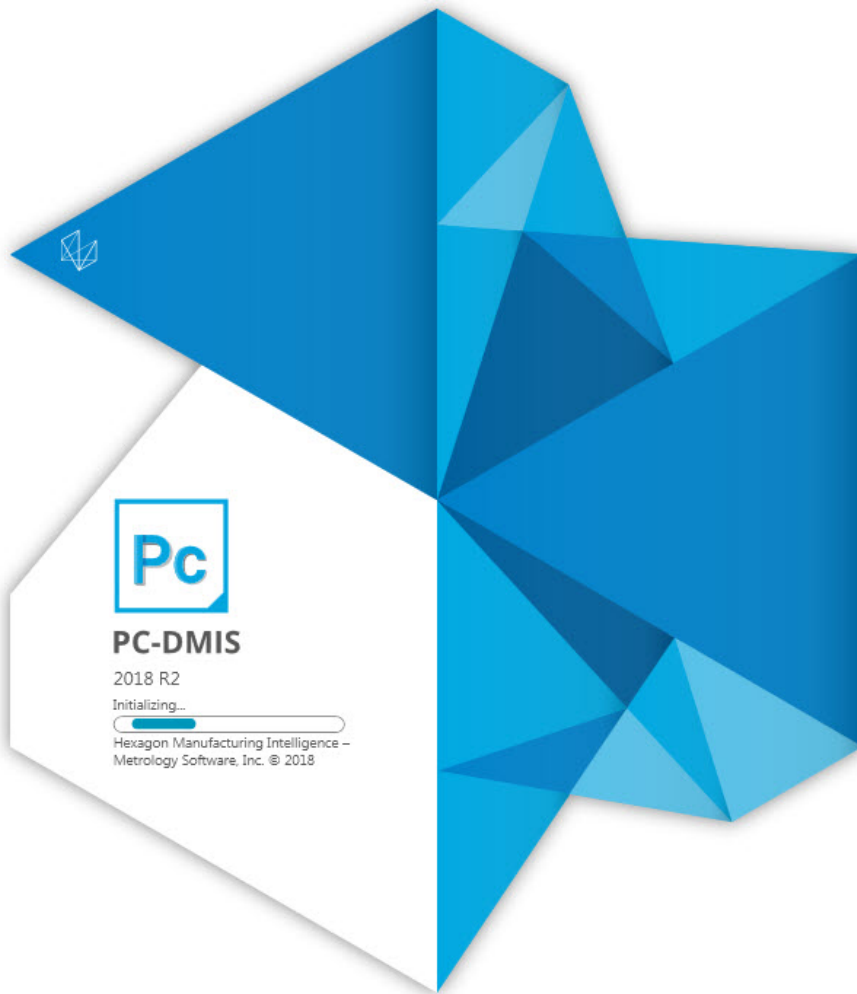 Pc
PC-DMIS
2018 R2
Initializing...
Hexagon Manufacturing Intelligence –
Metrology Software, Inc. © 2018